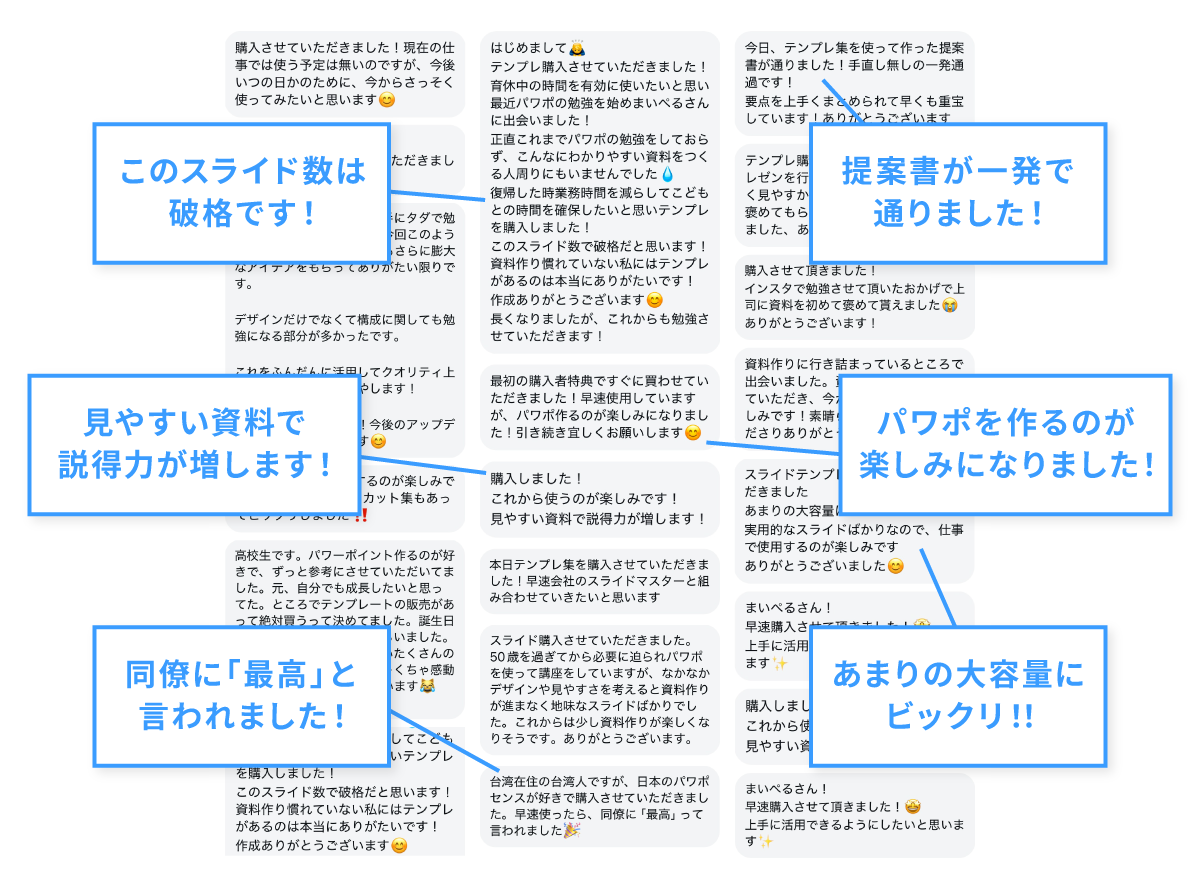 購入させていただきました！現在の仕
事では使う予定は無いのですが、今後
いつの日かのために、今からさっそく
使ってみたいと思います😊
ただきまし
このスライド数は
破格です！
にタダで勉
今回このよう
さらに膨大
なアイデアをもらってありがたい限りで
す。
デザインだけでなくて構成に関しても勉
強になる部分が多かったです。
これをふんだんに活用してクオリティ上
やします！
！今後のアップデ
す😊
見やすい資料で
説得力が増します！
するのが楽しみで
カット集もあっ
てビックリしました‼️
高校生です。パワーポイント作るのが好
きで、ずっと参考にさせていただいてま
した。元、自分でも成長したいと思っ
てた。ところでテンプレートの販売があ
って絶対買うって決めてました。誕生日
いました。
たくさんの
くちゃ感動
います😹
同僚に「最高」と
言われました！
してこども
いテンプレ
を購入しました！
このスライド数で破格だと思います！
資料作り慣れていない私にはテンプレ
があるのは本当にありがたいです！
作成ありがとうございます😊
はじめまして🙇
テンプレ購入させていただきました！
育休中の時間を有効に使いたいと思い
最近パワポの勉強を始めまいぺるさん
に出会いました！
正直これまでパワポの勉強をしておら
ず、こんなにわかりやすい資料をつく
る人周りにもいませんでした💧
復帰した時業務時間を減らしてこども
との時間を確保したいと思いテンプレ
を購入しました！
このスライド数で破格だと思います！
資料作り慣れていない私にはテンプレ
があるのは本当にありがたいです！
作成ありがとうございます😊
長くなりましたが、これからも勉強さ
せていただきます！
最初の購入者特典ですぐに買わせてい
ただきました！早速使用しています
が、パワポ作るのが楽しみになりまし
た！引き続き宜しくお願いします😊
購入しました！
これから使うのが楽しみです！
見やすい資料で説得力が増します！
本日テンプレ集を購入させていただきま
した！早速会社のスライドマスターと組
み合わせていきたいと思います
スライド購入させていただきました。
50歳を過ぎてから必要に迫られパワポ
を使って講座をしていますが、なかなか
デザインや見やすさを考えると資料作り
が進まなく地味なスライドばかりでし
た。これからは少し資料作りが楽しくな
りそうです。ありがとうございます。
台湾在住の台湾人ですが、日本のパワポ
センスが好きで購入させていただきまし
た。早速使ったら、同僚に「最高」って
言われました🎉
今日、テンプレ集を使って作った提案
書が通りました！手直し無しの一発通
過です！
要点を上手くまとめられて早くも重宝
しています！ありがとうございます
提案書が一発で
通りました！
テンプレ購
レゼンを行
く見やすか
褒めてもら
ました、あ
購入させて頂きました！
インスタで勉強させて頂いたおかげで上
司に資料を初めて褒めて貰えました😭
ありがとうございます！
資料作りに行き詰まっているところで
出会いました。
ていただき、今
しみです！素晴
ださりありがと
パワポを作るのが
楽しみになりました！
スライドテンプレ
だきました
あまりの大容量に
実用的なスライドばかりなので、仕事
で使用するのが楽しみです
ありがとうございました😊
まいぺるさん！
早速購入させて頂きました！🤩
上手に活用
ます✨
あまりの大容量に
ビックリ!!
購入しまし
これから使
見やすい資
まいぺるさん！
早速購入させて頂きました！🤩
上手に活用できるようにしたいと思いま
す✨